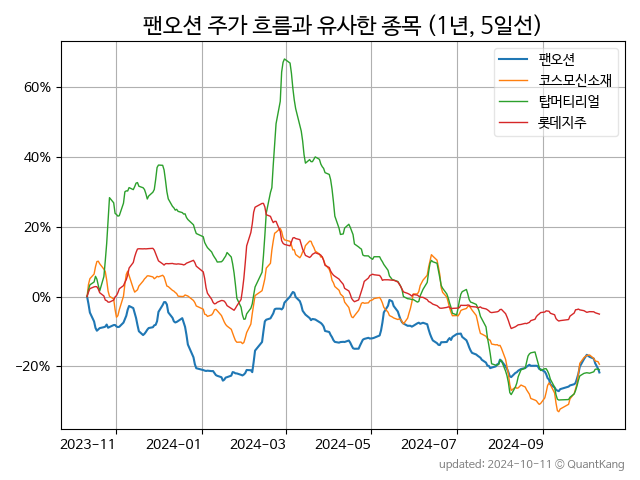 팬오션 주가 흐름과 유사한 종목 (1년, 5일선)
팬오션
코스모신소재
탑머티리얼
롯데지주
60%
40%
20%
0%
−20%
2023−11
2024−01
2024−03
2024−05
2024−07
2024−09
updated: 2024-10-11 © QuantKang